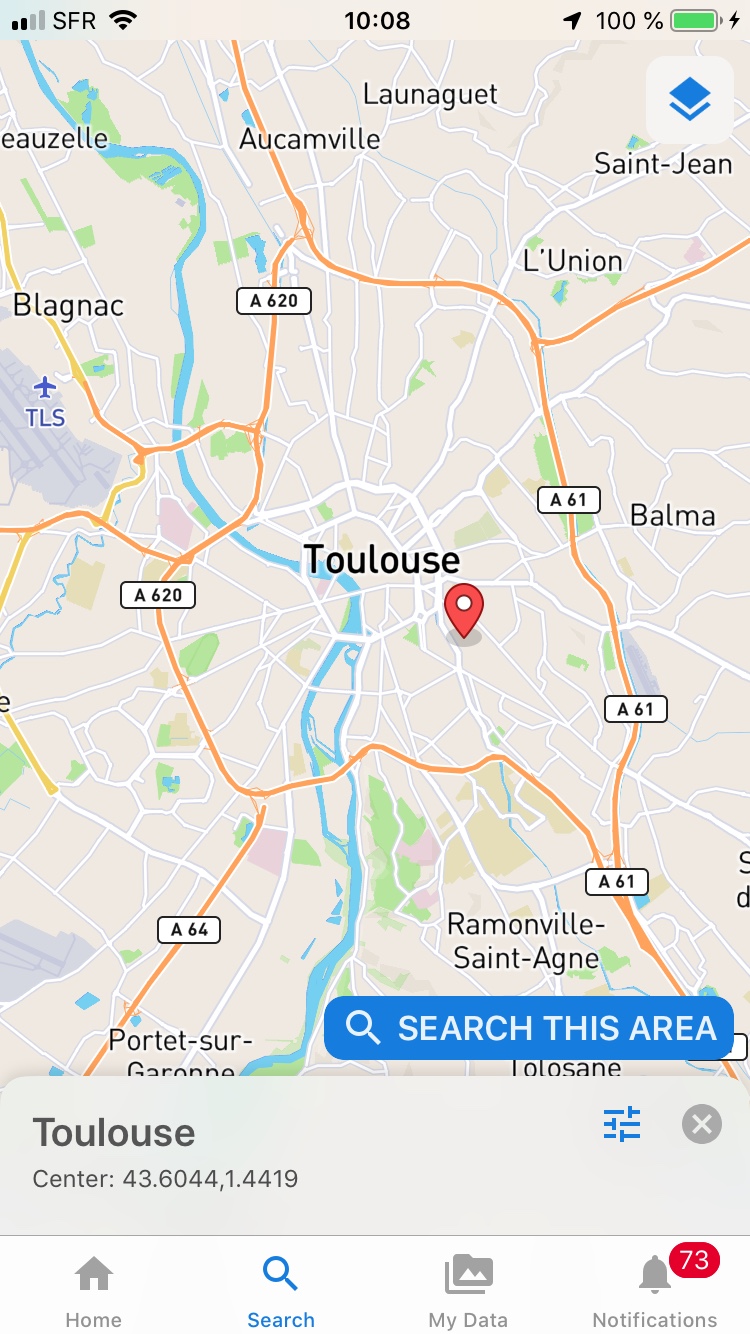 SFR 10:08 100 %
Launaguet
eauzelle
Aucamville
Saint-Jean
L'Union
A 620
Blagnac
TLS
A 61
Balma
Toulouse
A 620
e
A 61
A 61
S
d
Ramonville-
Saint-Agne
A 64
SEARCH THIS AREA
Portet-sur-
Garonne
Tolosane
Toulouse
Center: 43.6044,1.4419
73
Home
Search
My Data
Notifications